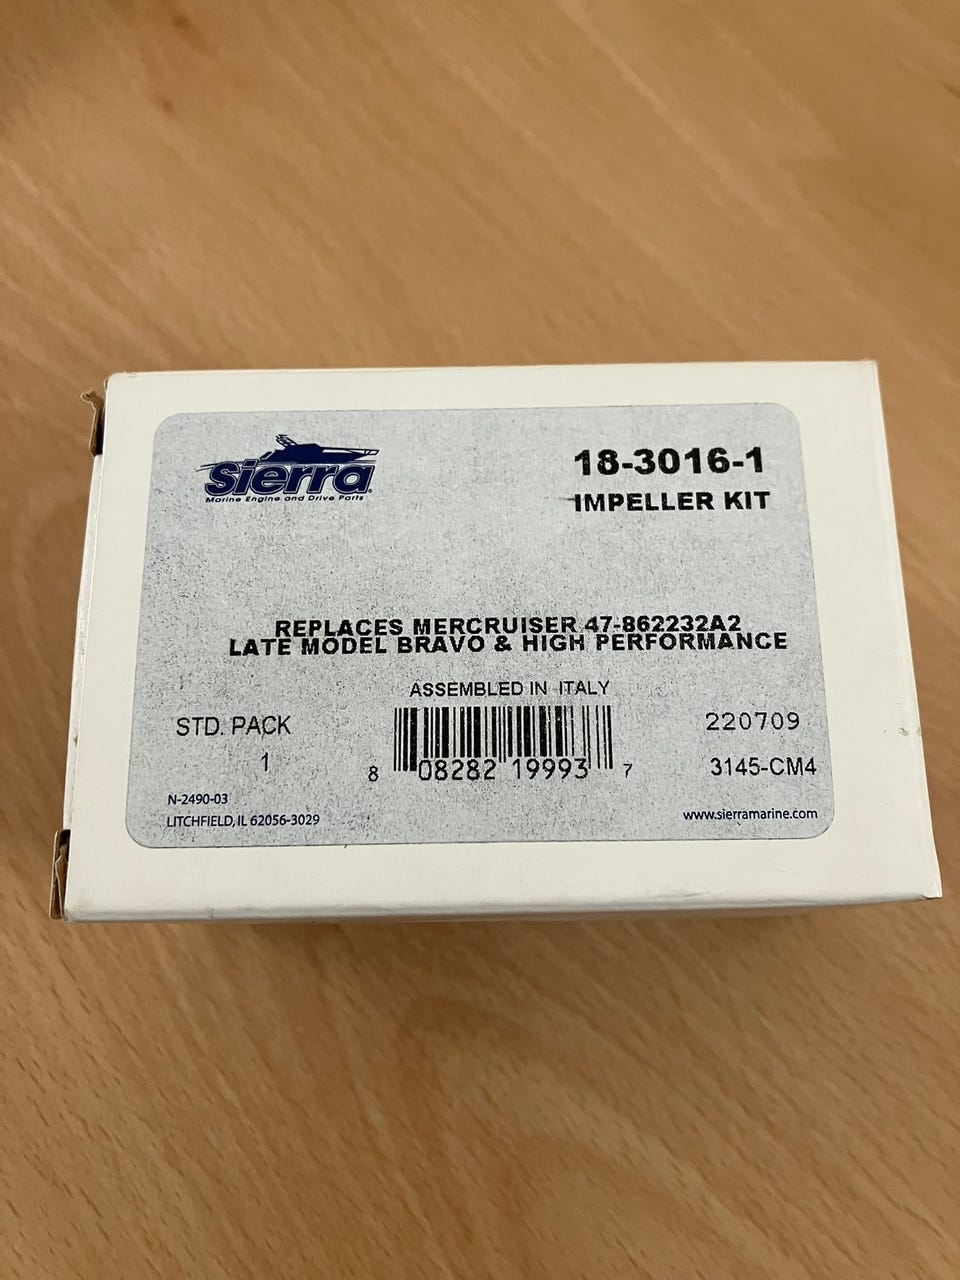 Sierra
Marine Engine and Drive Parts
18-3016-1
IMPELLER KIT
REPLACES MERCRUISER 47-862232A2
LATE MODEL BRAVO & HIGH PERFORMANCE
ASSEMBLED IN ITALY
STD. PACK
1
8 08282 19993 7
220709
3145-CM4
N-2490-03
LITCHFIELD, IL 62056-3029
www.sierramarine.com